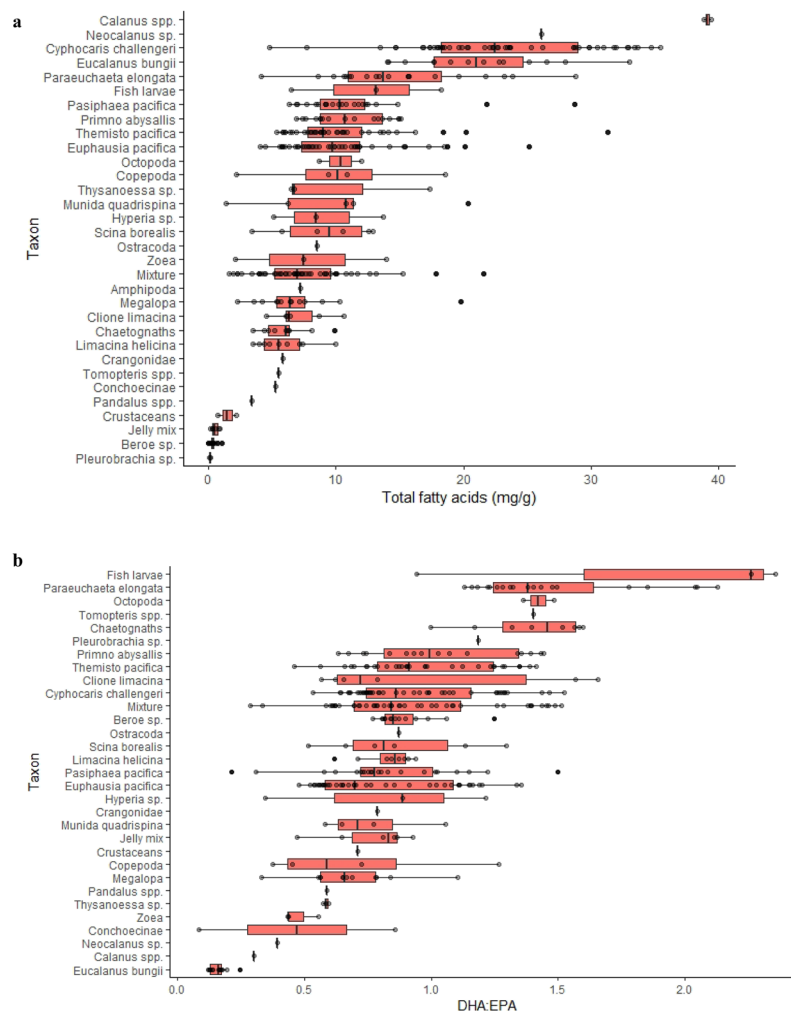 a
Calanus spp.
Neocalanus sp.
Cyphocaris challengeri
Eucalanus bungii
Paraeuchaeta elongata
Fish larvae
Pasiphaea pacifica
Primno abysallis
Themisto pacifica
Euphausia pacifica
Octopoda
Copepoda
Thysanoessa sp.
Munida quadrispina
Hyperia sp.
Scina borealis
Ostracoda
Zoea
Mixture
Amphipoda
Megalopa
Clione limacina
Chaetognaths
Limacina helicina
Crangonidae
Tomopteris spp.
Conchoecinae
Pandalus spp.
Crustaceans
Jelly mix
Beroe sp.
Pleurobrachia sp.
Taxon
0 10 20 30 40
Total fatty acids (mg/g)
b
Fish larvae
Paraeuchaeta elongata
Octopoda
Tomopteris spp.
Chaetognaths
Pleurobrachia sp.
Primno abysallis
Themisto pacifica
Clione limacina
Cyphocaris challengeri
Mixture
Beroe sp.
Ostracoda
Scina borealis
Limacina helicina
Pasiphaea pacifica
Euphausia pacifica
Hyperia sp.
Crangonidae
Munida quadrispina
Jelly mix
Crustaceans
Copepoda
Megalopa
Pandalus spp.
Thysanoessa sp.
Zoea
Conchoecinae
Neocalanus sp.
Calanus spp.
Eucalanus bungii
Taxon
0.0 0.5 1.0 1.5 2.0
DHA:EPA